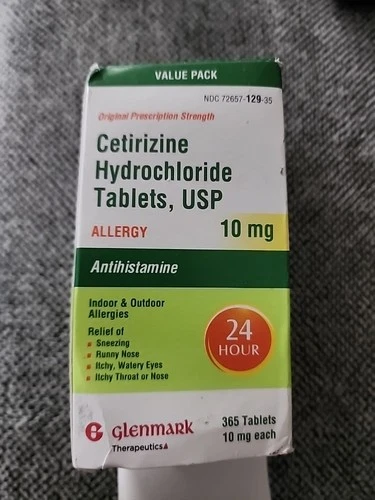 VALUE PACK
NDC 72657-129-35
Original Prescription Strength
Cetirizine
Hydrochloride
Tablets, USP
ALLERGY 10 mg
Antihistamine
Indoor & Outdoor
Allergies
Relief of
Sneezing
Runny Nose
Itchy, Watery Eyes
Itchy Throat or Nose
24
HOUR
G glenmark
Therapeutics
365 Tablets
10 mg each